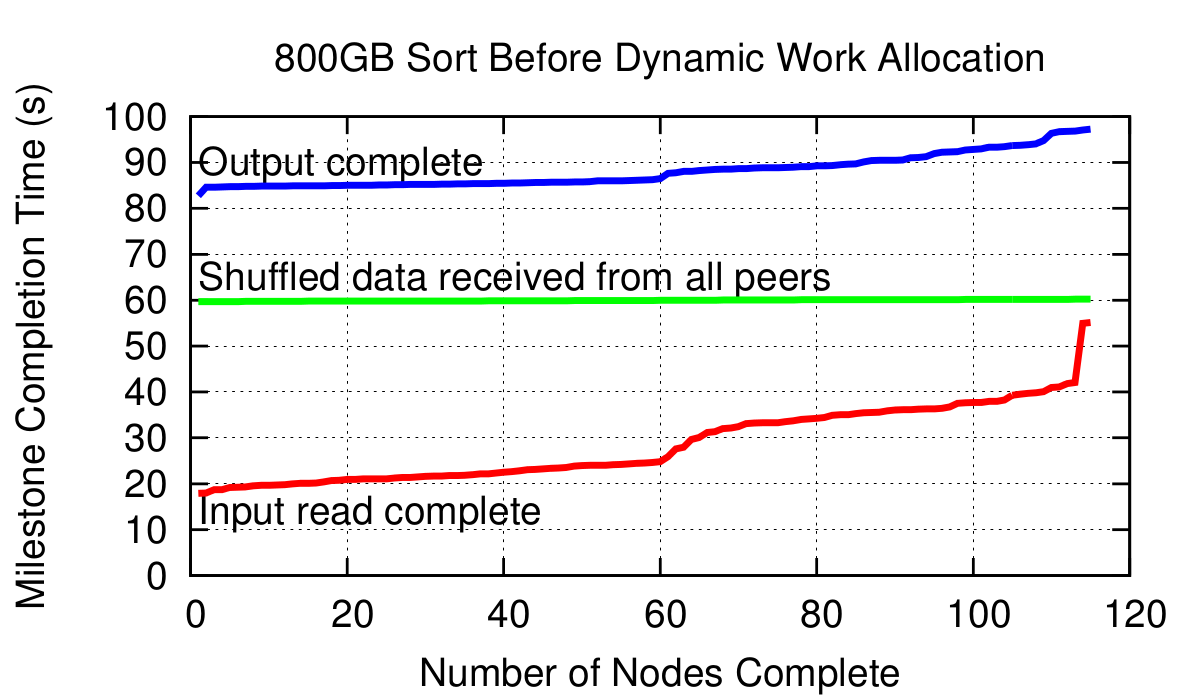 800GB Sort Before Dynamic Work Allocation
Milestone Completion Time (s)
100
90
80
70
60
50
40
30
20
10
0
Output complete
Shuffled data received from all peers
Input read complete
0 20 40 60 80 100 120
Number of Nodes Complete